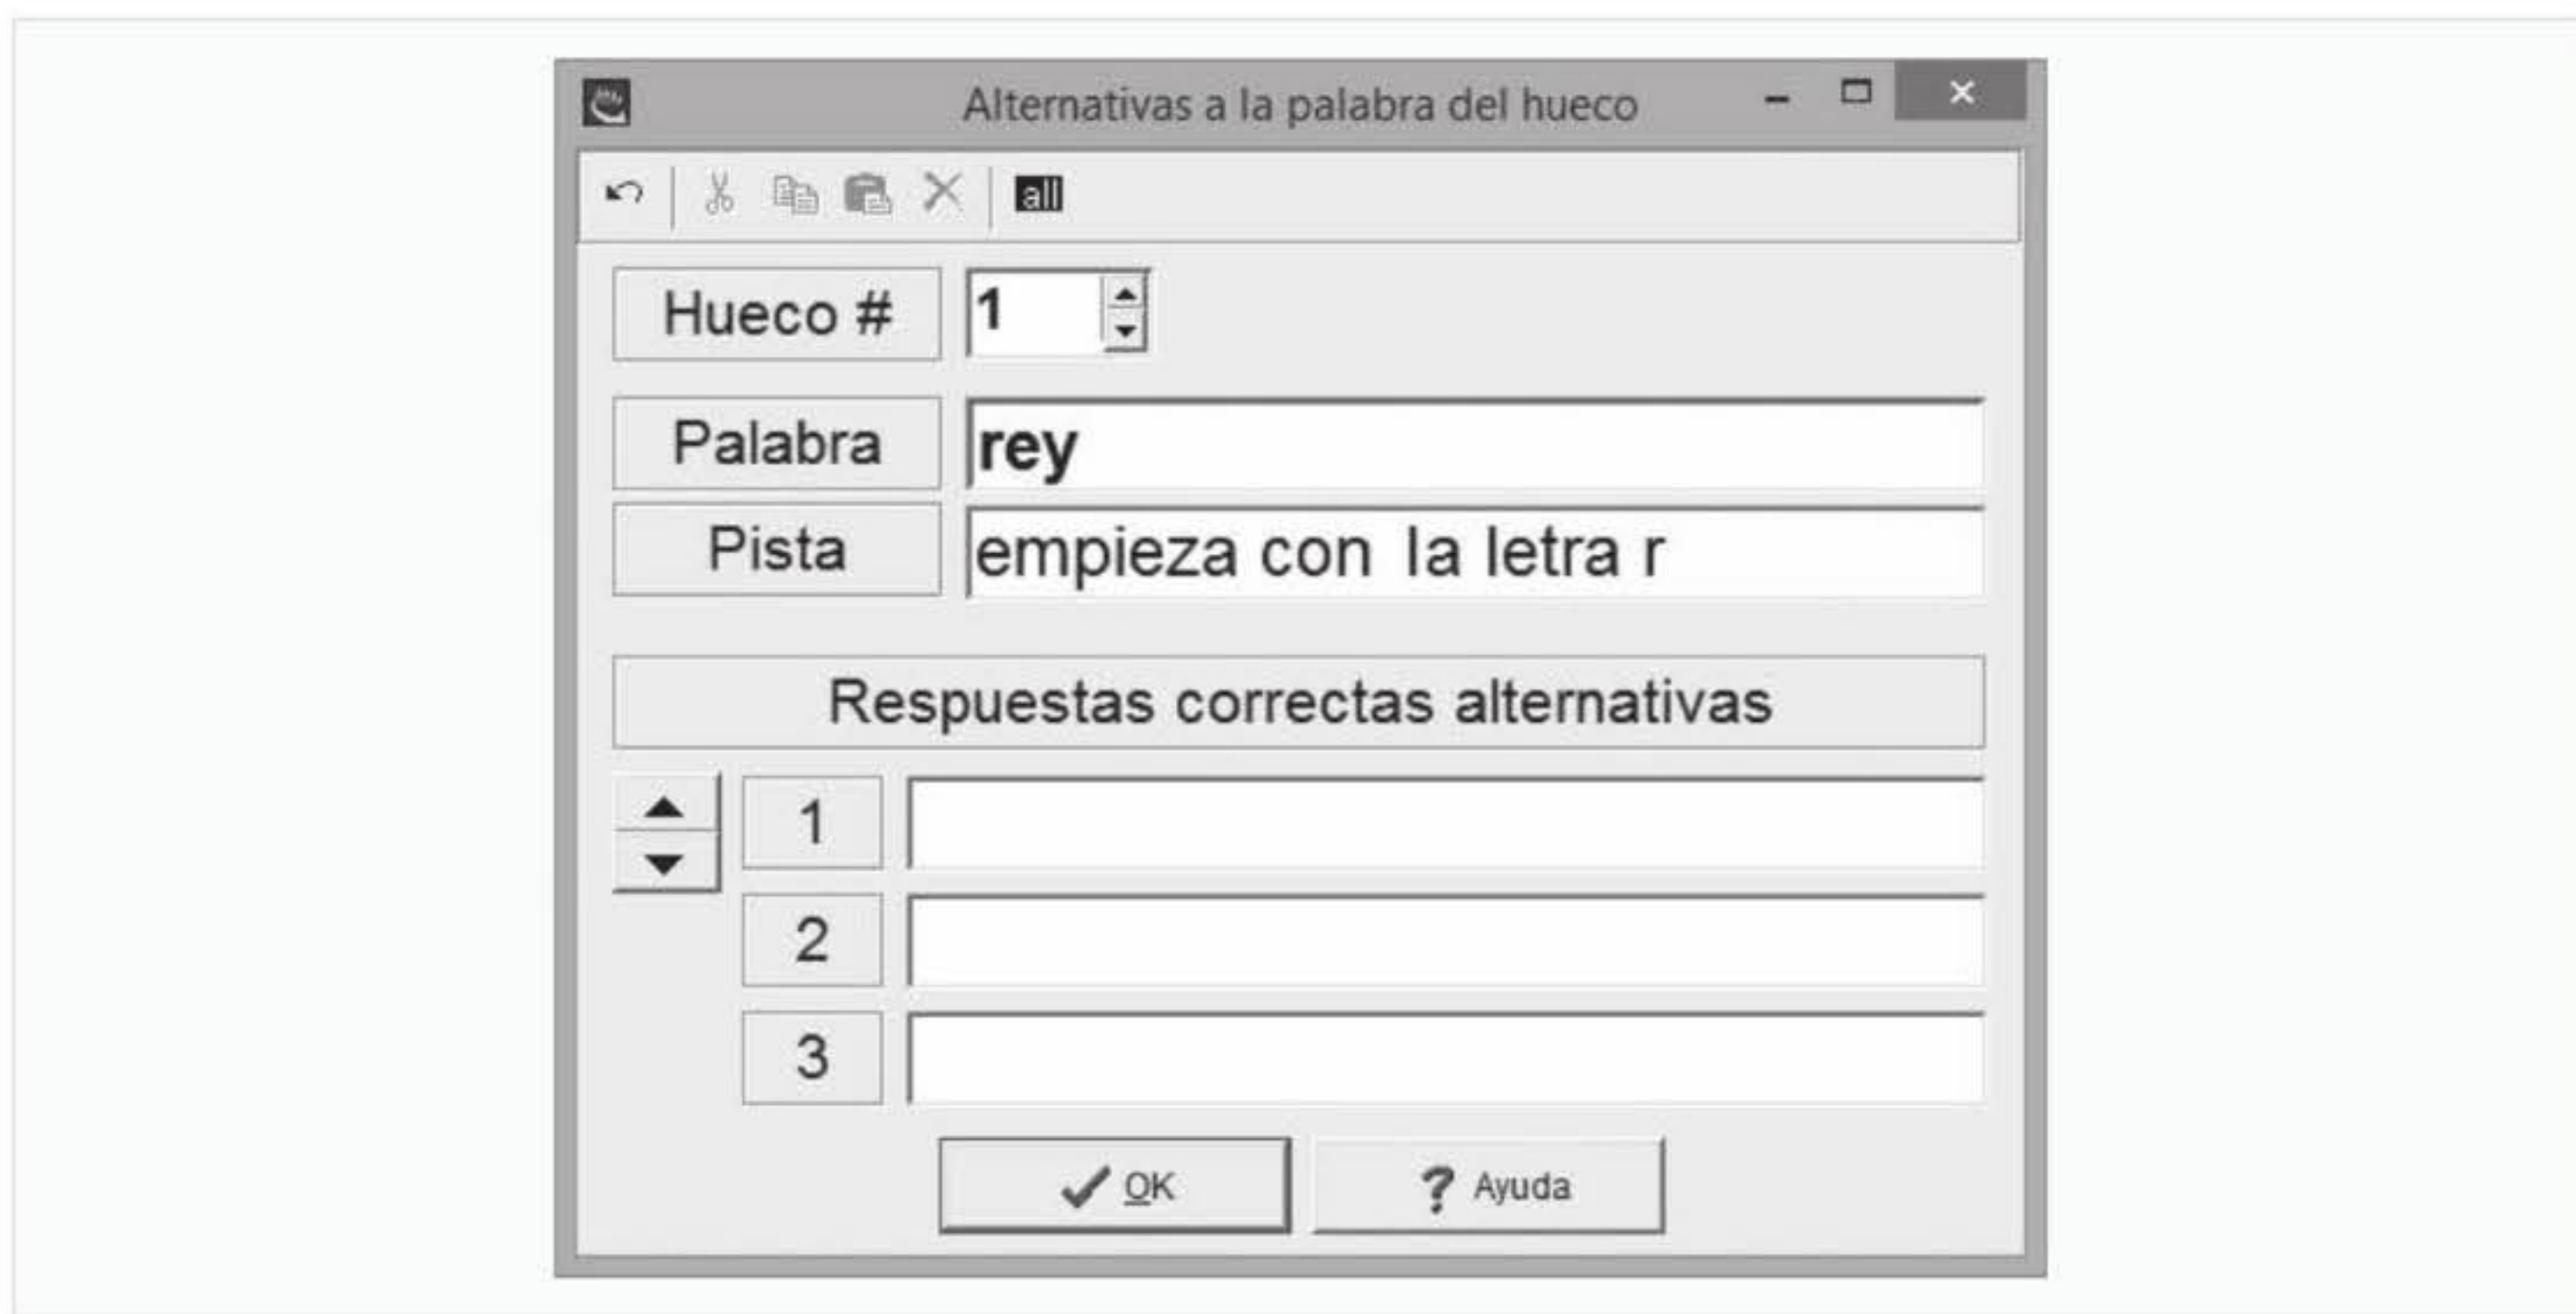 Alternativas a la palabra del hueco
all
Hueco # 1
Palabra rey
Pista empieza con la letra r
Respuestas correctas alternativas
1
2
3
OK ? Ayuda